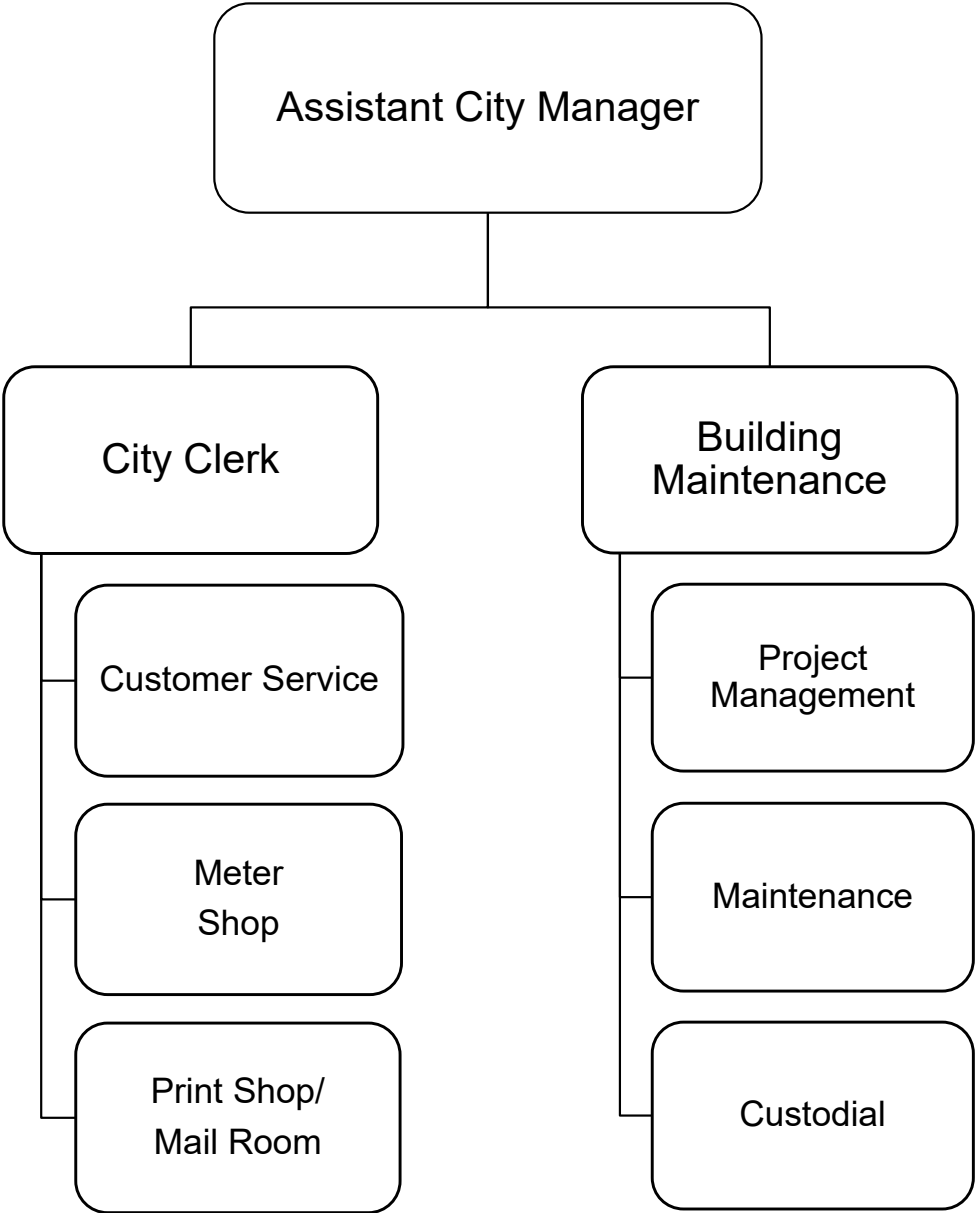 Assistant City Manager
City Clerk
Customer Service
Meter
Shop
Print Shop/
Mail Room
Building
Maintenance
Project
Management
Maintenance
Custodial